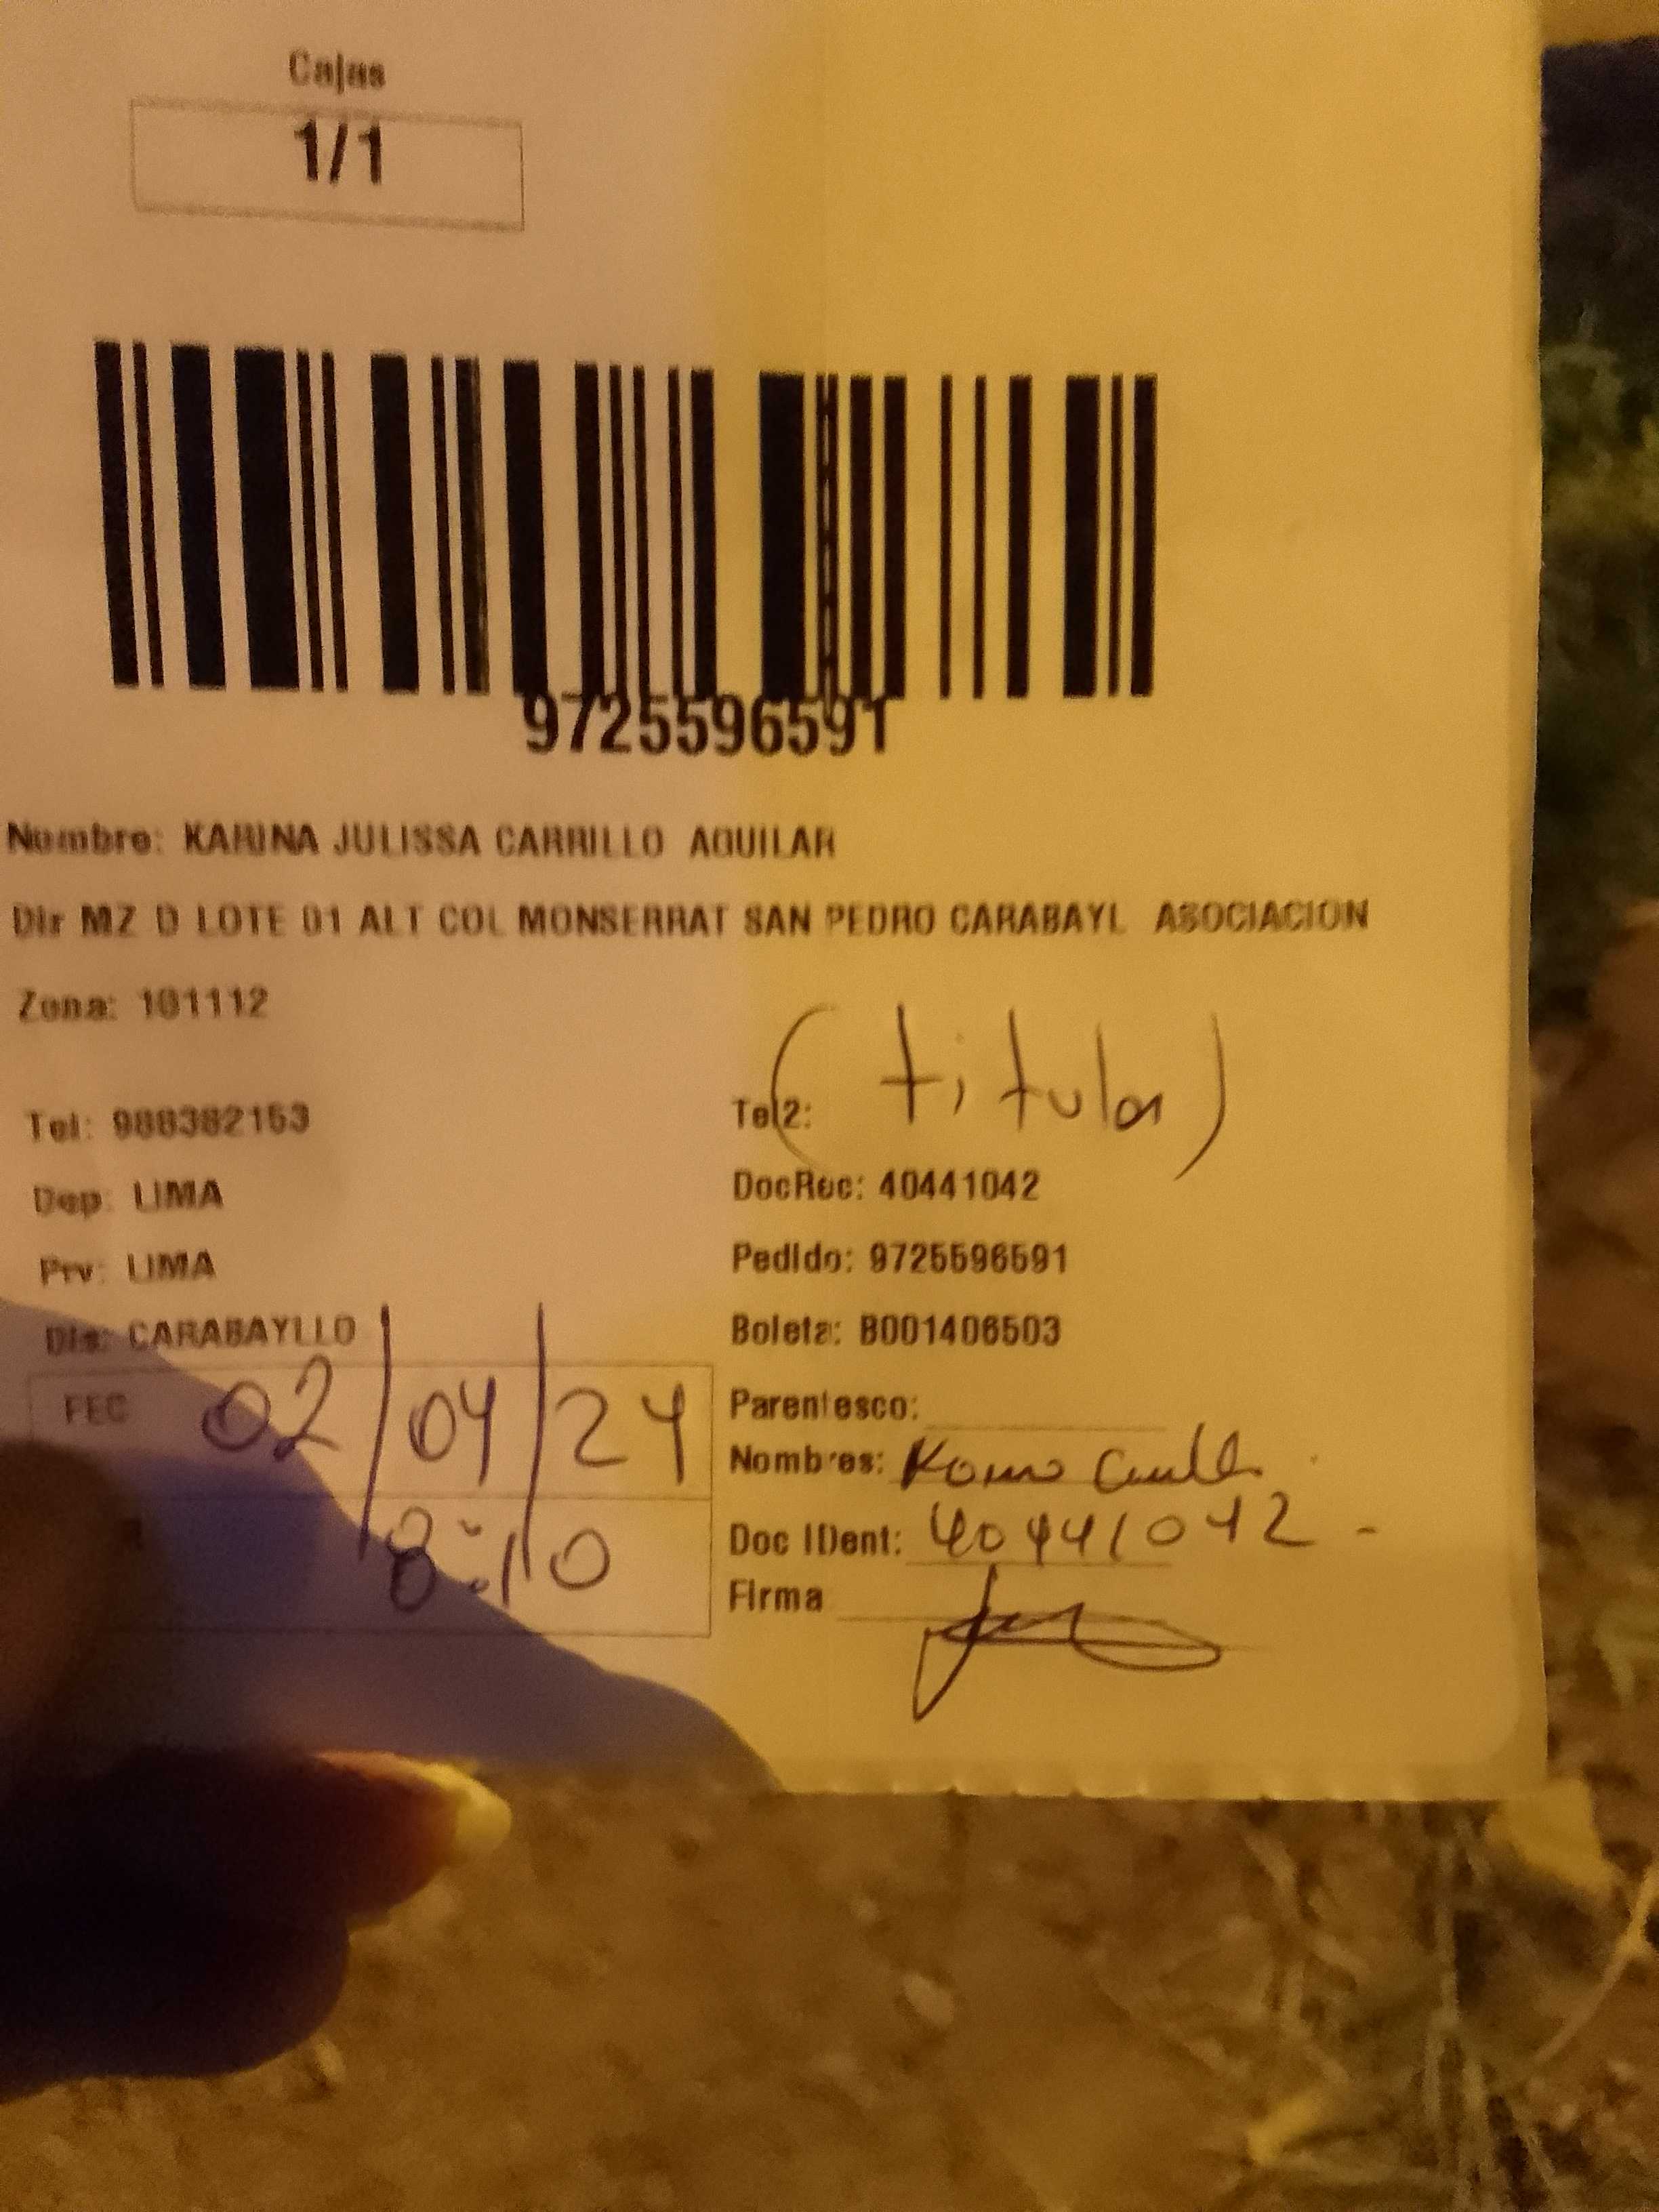 Cajas
1/1
9725596591
Nombre: KARINA JULISSA CARRILLO AGUILAR
Dir MZ D LOTE 01 ALT COL MONSERRAT SAN PEDRO CARABAYL ASOCIACION
Zona: 101112
(titular)
Tel: 988382153 Tel2:
Dep: LIMA DocRec: 40441042
Prv: LIMA Pedido: 9725596591
Dis: CARABAYLLO Boleta: B001406503
FEC 02/04/24 Parentesco:
Nombres:
8:10 Doc IDent: 40441042 -
Firma